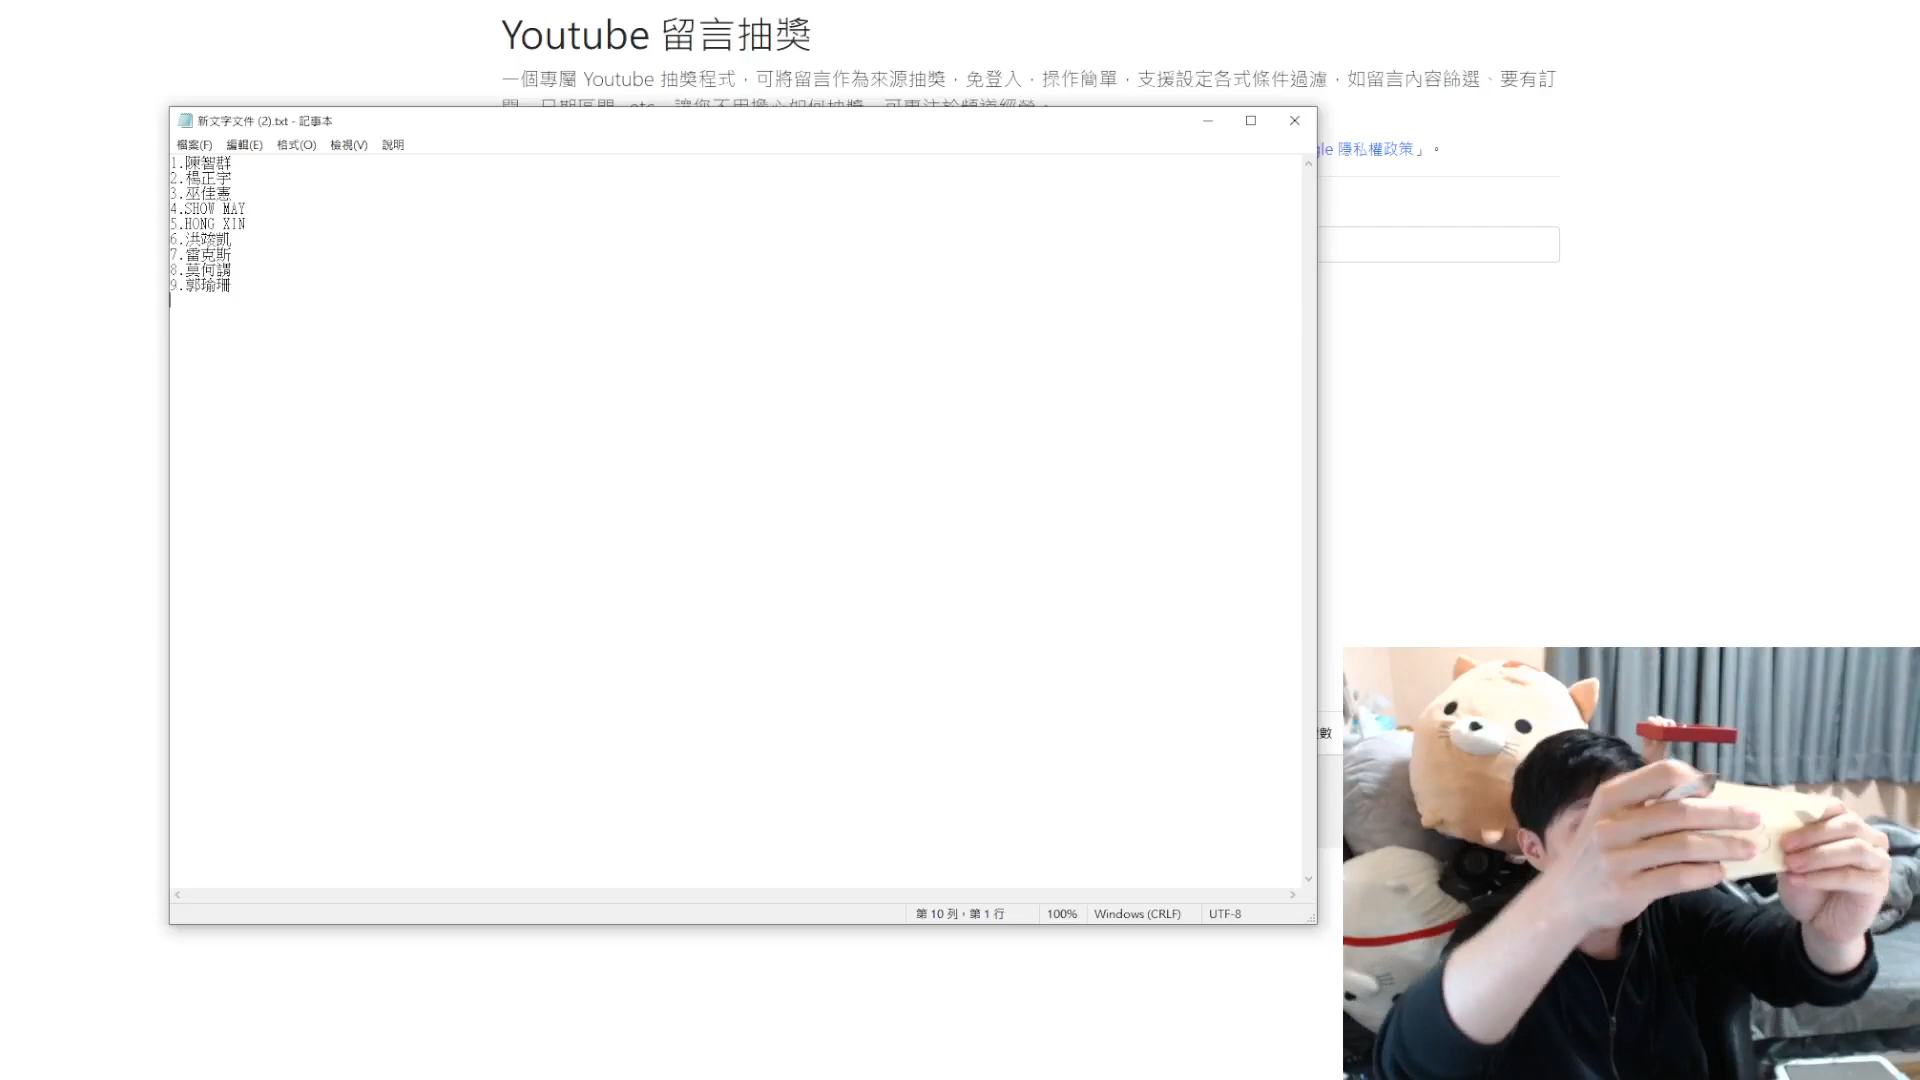 Youtube 留言抽獎
一個專屬 Youtube 抽獎程式，可將留言作為來源抽獎，免登入，操作簡單，支援設定各式條件過濾，如留言內容篩選、要有訂
gle 隱私權政策」。
新文字文件 (2).txt - 記事本
檔案(F) 編輯(E) 格式(O) 檢視(V) 說明
1.陳智群
2.楊正宇
3.巫佳憲
4.SHOW MAY
5.HONG XIN
6.洪竣凱
7.雷克斯
8.莫何謂
9.郭瑜珊
數
第 10 列，第 1 行 100% Windows (CRLF) UTF-8